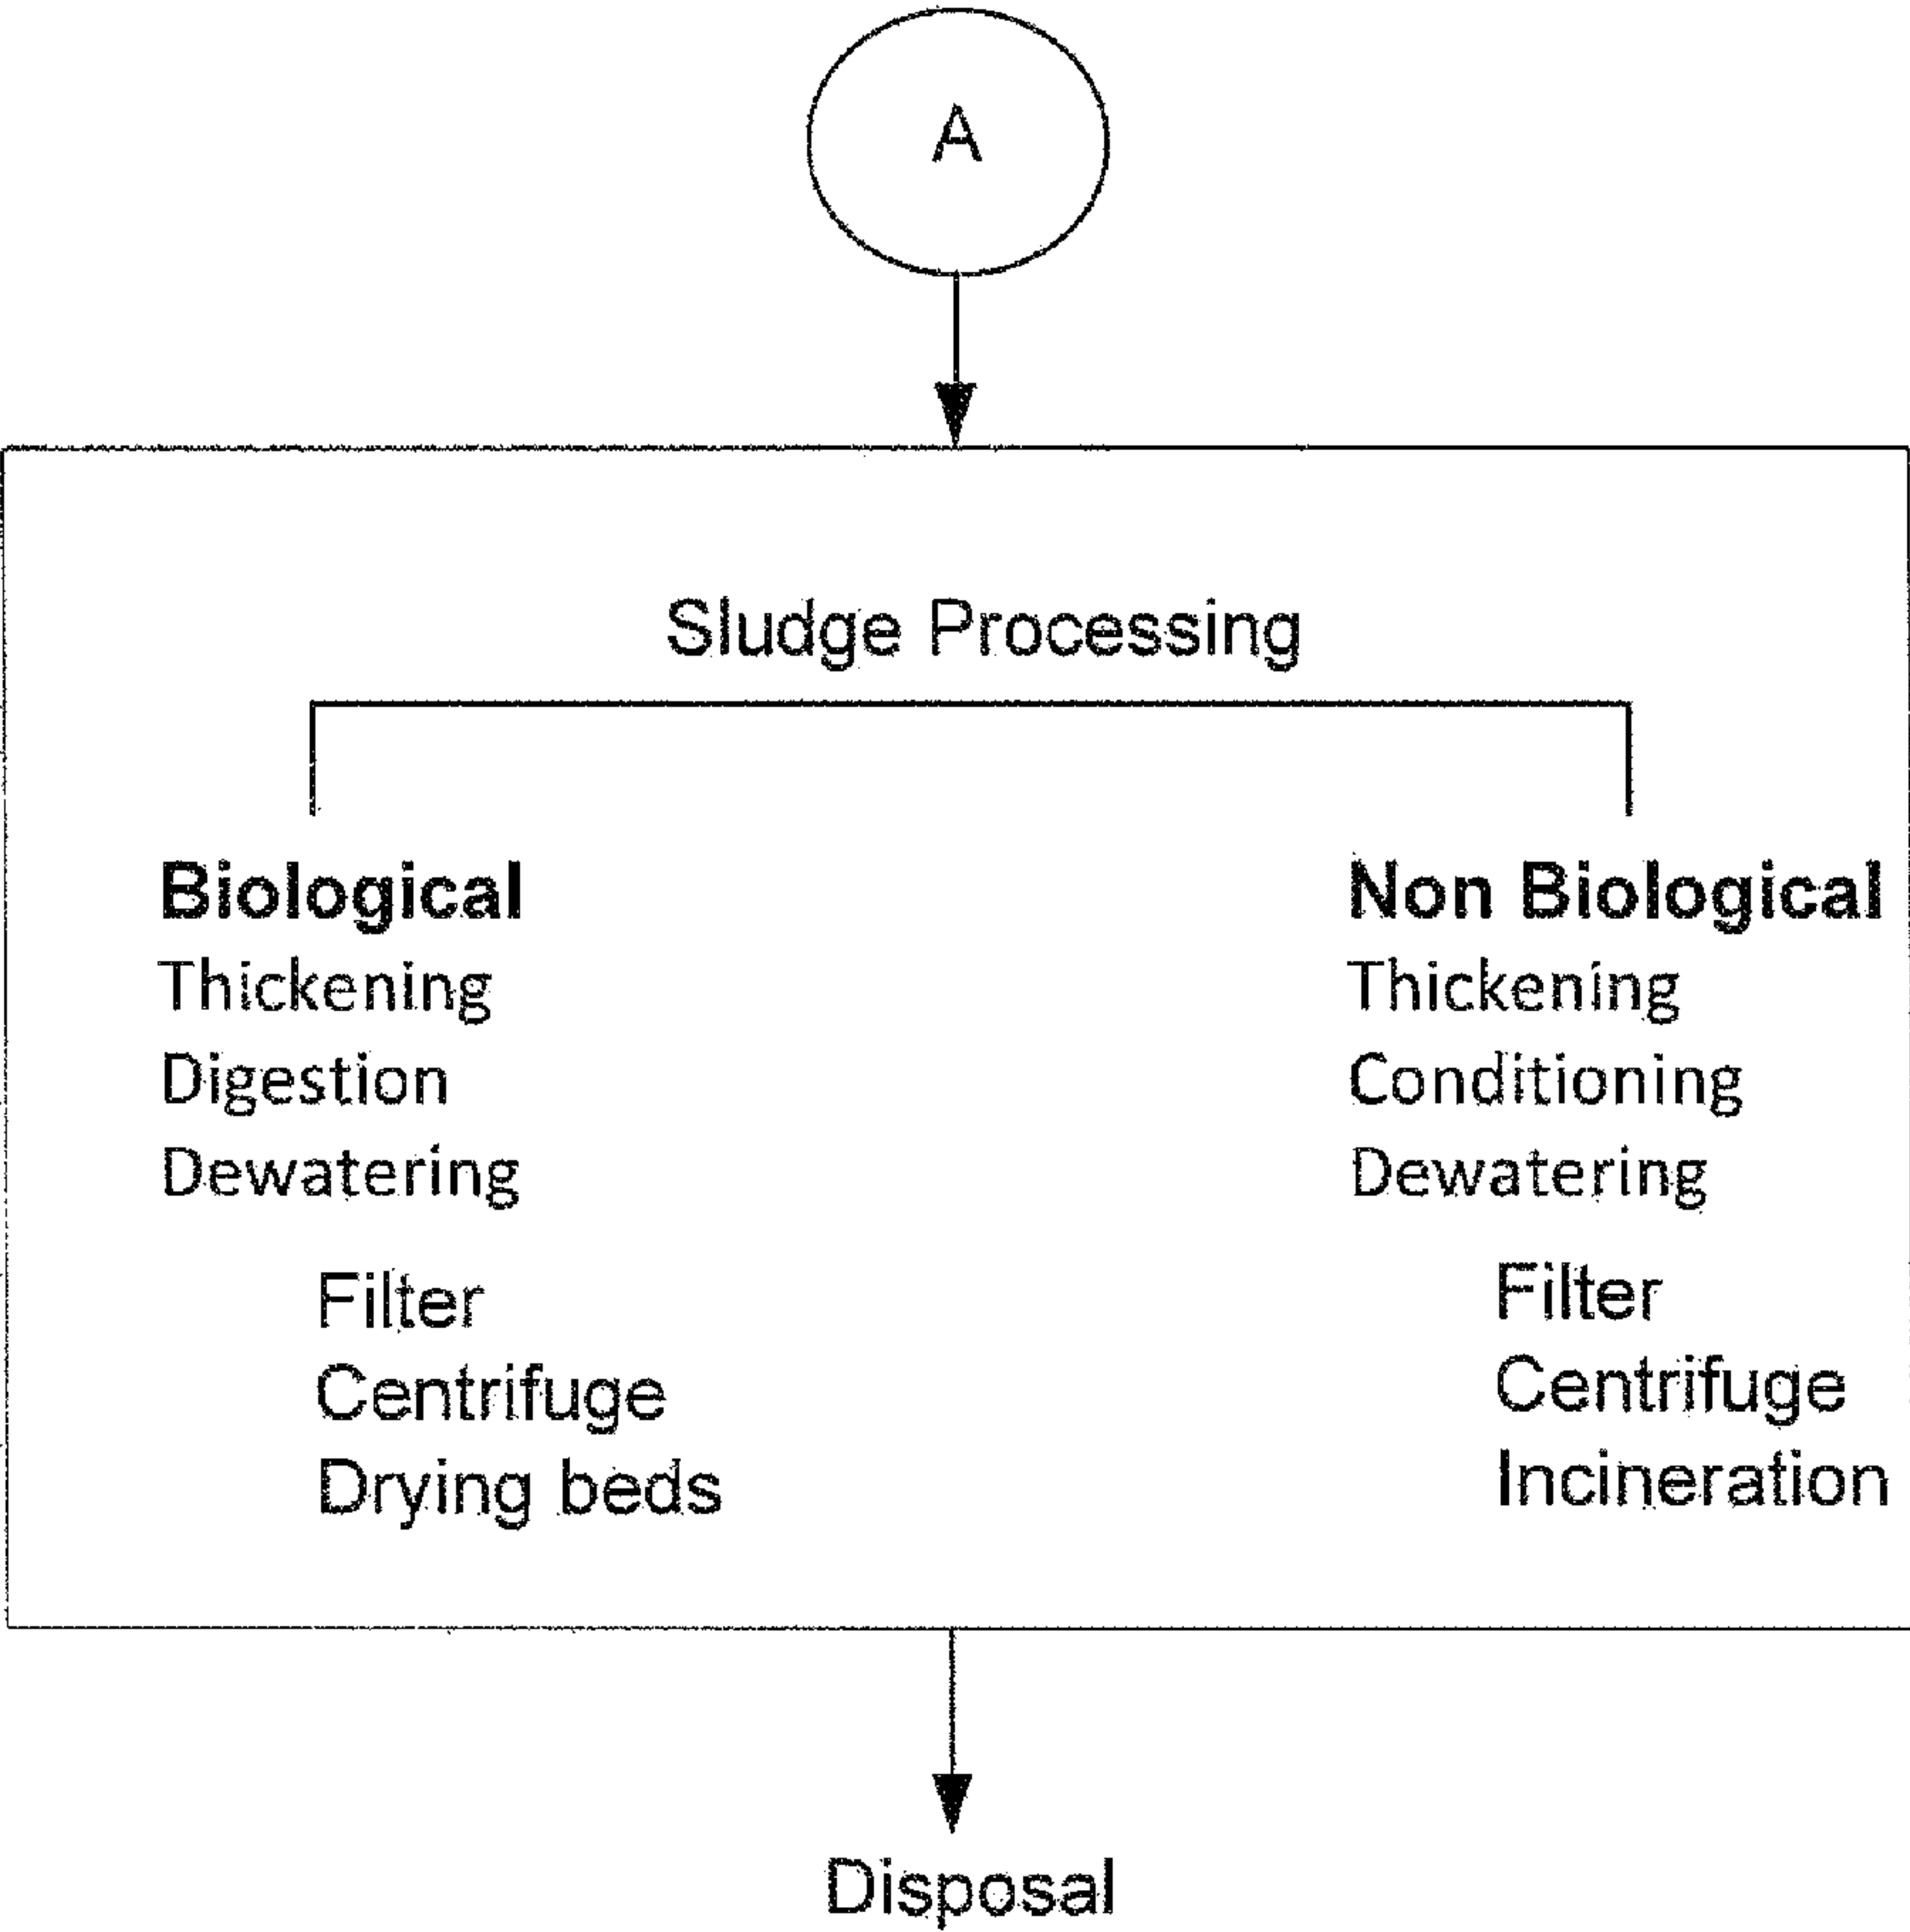 A
Sludge Processing
Biological
Thickening
Digestion
Dewatering
Filter
Centrifuge
Drying beds
Non Biological
Thickening
Conditioning
Dewatering
Filter
Centrifuge
Incineration
Disposal